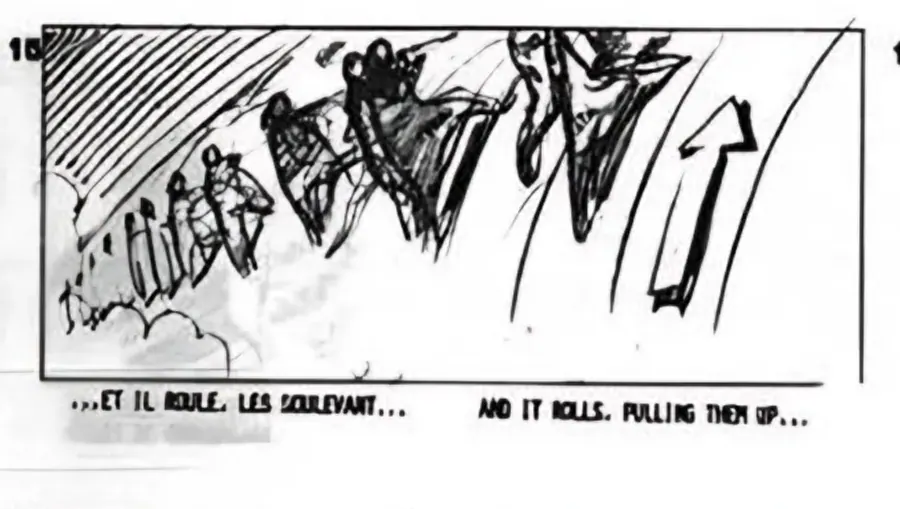 ...ET IL ROULE. LES SOULEVANT...
AND IT ROLLS. PULLING THEM UP...